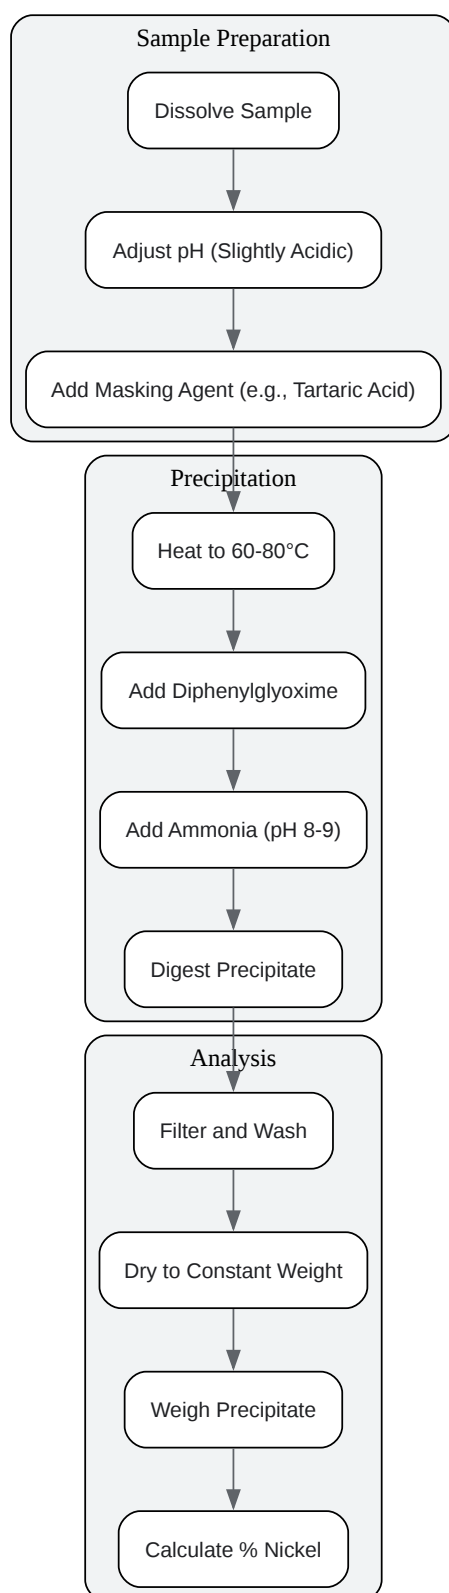 Sample Preparation
Dissolve Sample
Adjust pH (Slightly Acidic)
Add Masking Agent (e.g., Tartaric Acid)
Precipitation
Heat to 60-80°C
Add Diphenylglyoxime
Add Ammonia (pH 8-9)
Digest Precipitate
Analysis
Filter and Wash
Dry to Constant Weight
Weigh Precipitate
Calculate % Nickel